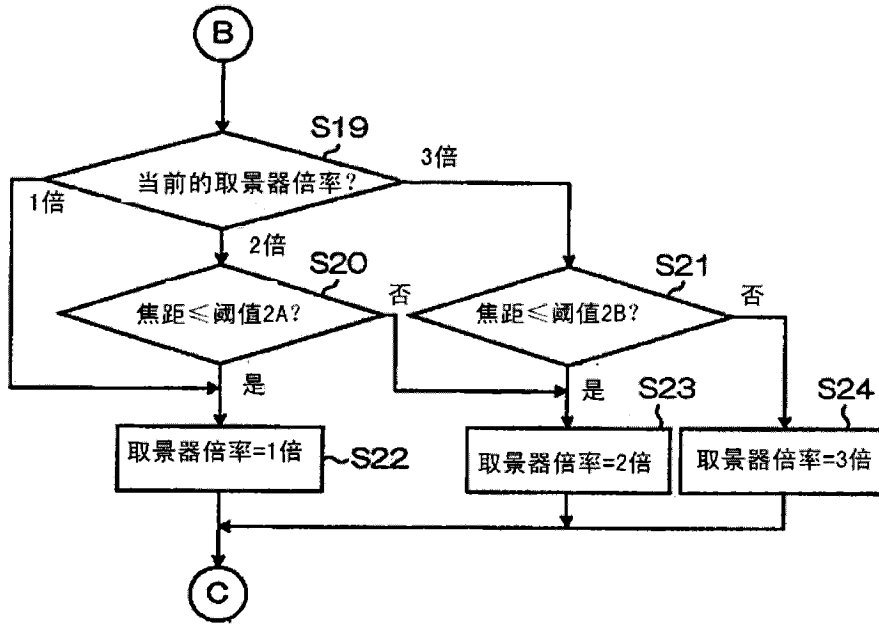 B
S19
当前的取景器倍率?
1倍
3倍
2倍
S20
焦距≤阈值2A?
否
S21
焦距≤阈值2B?
否
是
是
取景器倍率=1倍
S22
S23
取景器倍率=2倍
S24
取景器倍率=3倍
C